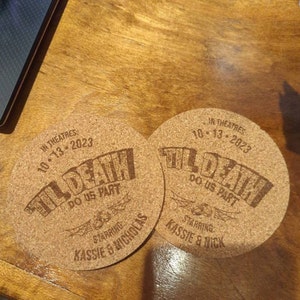 IN THEATRES:
10 • 13 • 2023
'TIL DEATH
DO US PART
STARRING:
KASSIE & NICHOLAS
IN THEATRES:
10 • 13 • 2023
'TIL DEATH
DO US PART
STARRING:
KASSIE & NICK